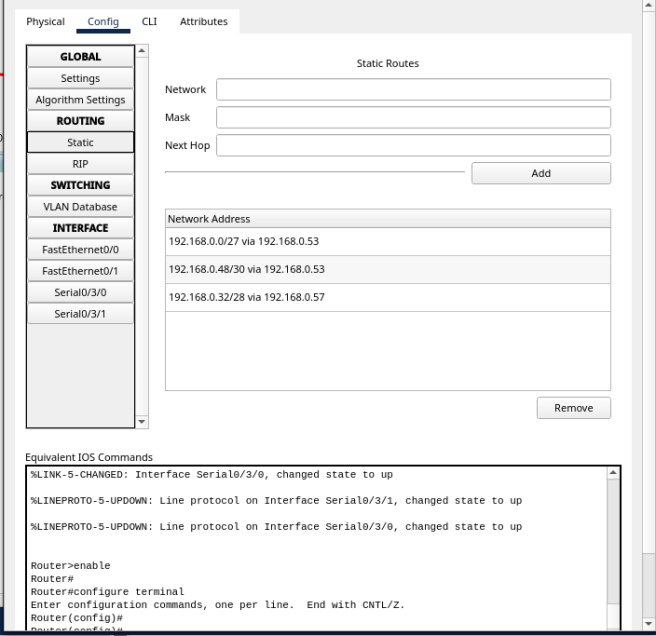 Physical Config CLI Attributes
GLOBAL
Settings
Algorithm Settings
ROUTING
Static
RIP
SWITCHING
VLAN Database
INTERFACE
FastEthernet0/0
FastEthernet0/1
Serial0/3/0
Serial0/3/1
Static Routes
Network
Mask
Next Hop
Add
Network Address
192.168.0.0/27 via 192.168.0.53
192.168.0.48/30 via 192.168.0.53
192.168.0.32/28 via 192.168.0.57
Remove
Equivalent IOS Commands
%LINK-5-CHANGED: Interface Serial0/3/0, changed state to up
%LINEPROTO-5-UPDOWN: Line protocol on Interface Serial0/3/1, changed state to up
%LINEPROTO-5-UPDOWN: Line protocol on Interface Serial0/3/0, changed state to up
Router>enable
Router#
Router#configure terminal
Enter configuration commands, one per line. End with CNTL/Z.
Router(config)#
Router(config)#